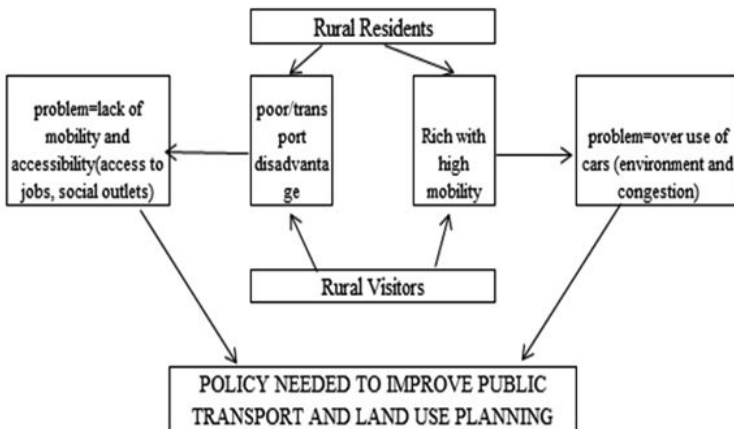 Rural Residents
problem=lack of
mobility and
accessibility(access to
jobs, social outlets)
poor/trans
port
disadvanta
ge
Rich with
high
mobility
problem=over use of
cars (environment and
congestion)
Rural Visitors
POLICY NEEDED TO IMPROVE PUBLIC
TRANSPORT AND LAND USE PLANNING